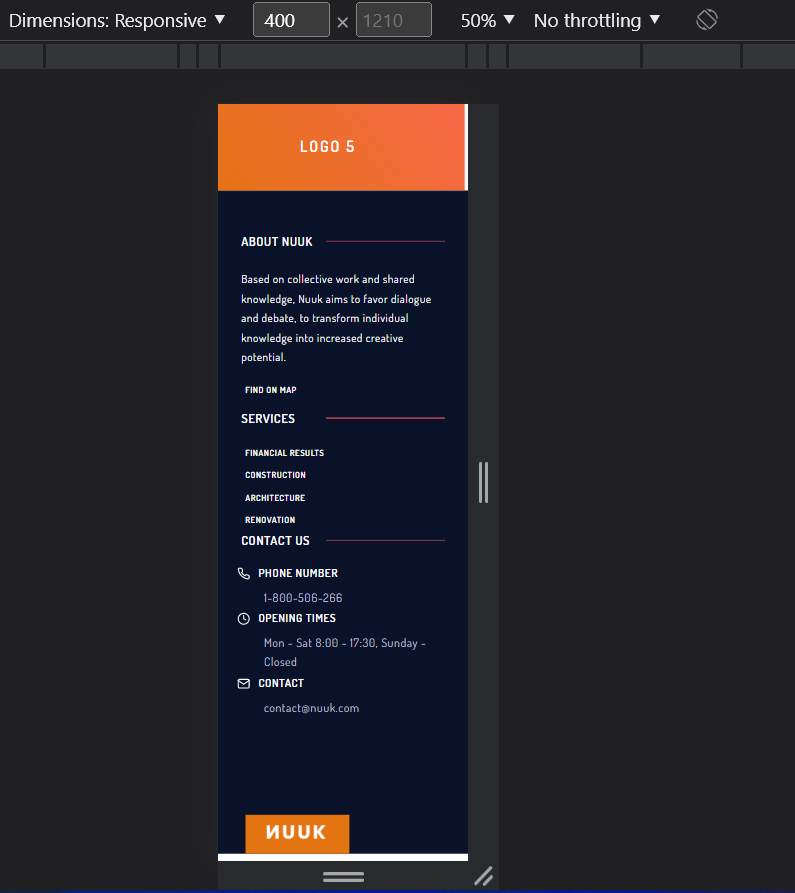 Dimensions: Responsive ▼ 400 × 1210 50% ▼ No throttling ▼
LOGO 5
ABOUT NUUK
Based on collective work and shared
knowledge, Nuuk aims to favor dialogue
and debate, to transform individual
knowledge into increased creative
potential.
FIND ON MAP
SERVICES
FINANCIAL RESULTS
CONSTRUCTION
ARCHITECTURE
RENOVATION
CONTACT US
PHONE NUMBER
1-800-506-266
OPENING TIMES
Mon - Sat 8:00 - 17:30, Sunday -
Closed
CONTACT
contact@nuuk.com
NUUK